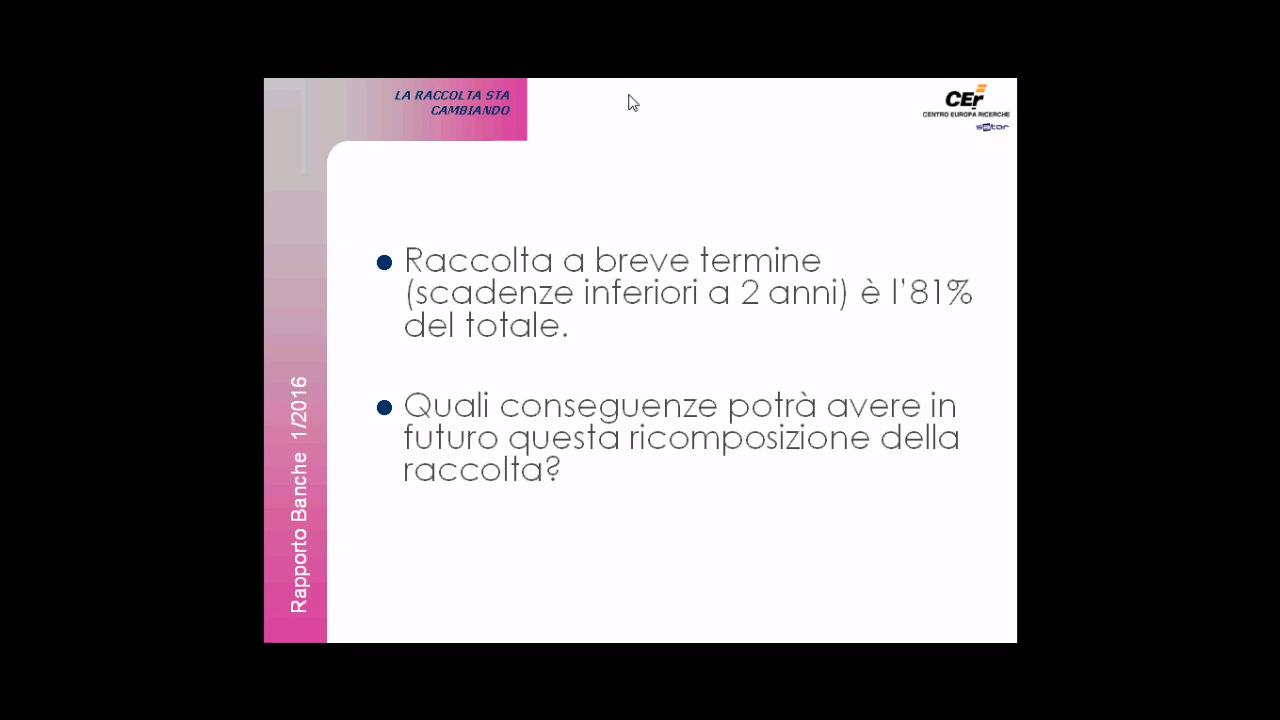 LA RACCOLTA STA
CAMBIANDO
CEr
CENTRO EUROPA RICERCHE
sator
Raccolta a breve termine
(scadenze inferiori a 2 anni) è l'81%
del totale.
Quali conseguenze potrà avere in
futuro questa ricomposizione della
raccolta?
Rapporto Banche 1/2016